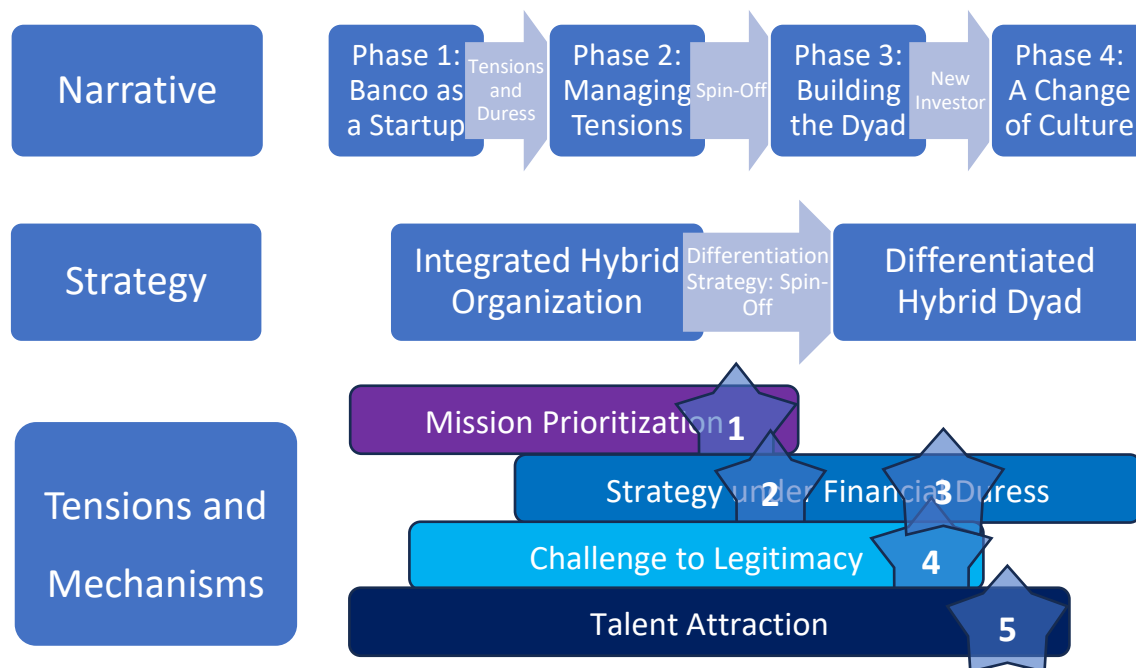 Narrative
Phase 1:
Banco as
a Startup
Tensions
and
Duress
Phase 2:
Managing
Tensions
Spin-Off
Phase 3:
Building
the Dyad
New
Investor
Phase 4:
A Change
of Culture
Strategy
Integrated Hybrid
Organization
Differentiation
Strategy: Spin-
Off
Differentiated
Hybrid Dyad
Tensions and
Mechanisms
Mission Prioritization
1
Strategy under Financial Duress
2
3
Challenge to Legitimacy
4
Talent Attraction
5